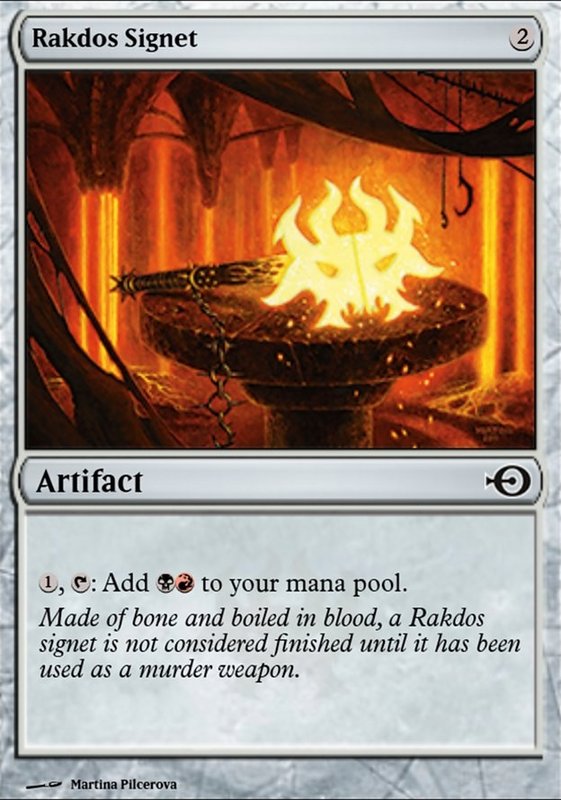 Rakdos Signet 2
Artifact
1, : Add to your mana pool.
Made of bone and boiled in blood, a Rakdos
signet is not considered finished until it has been
used as a murder weapon.
Martina Pilcerova